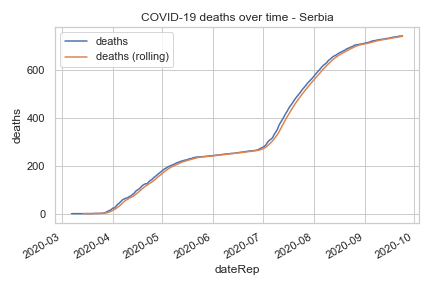 COVID-19 deaths over time - Serbia
deaths
deaths (rolling)
deaths
600
400
200
0
2020-03
2020-04
2020-05
2020-06
2020-07
2020-08
2020-09
2020-10
dateRep